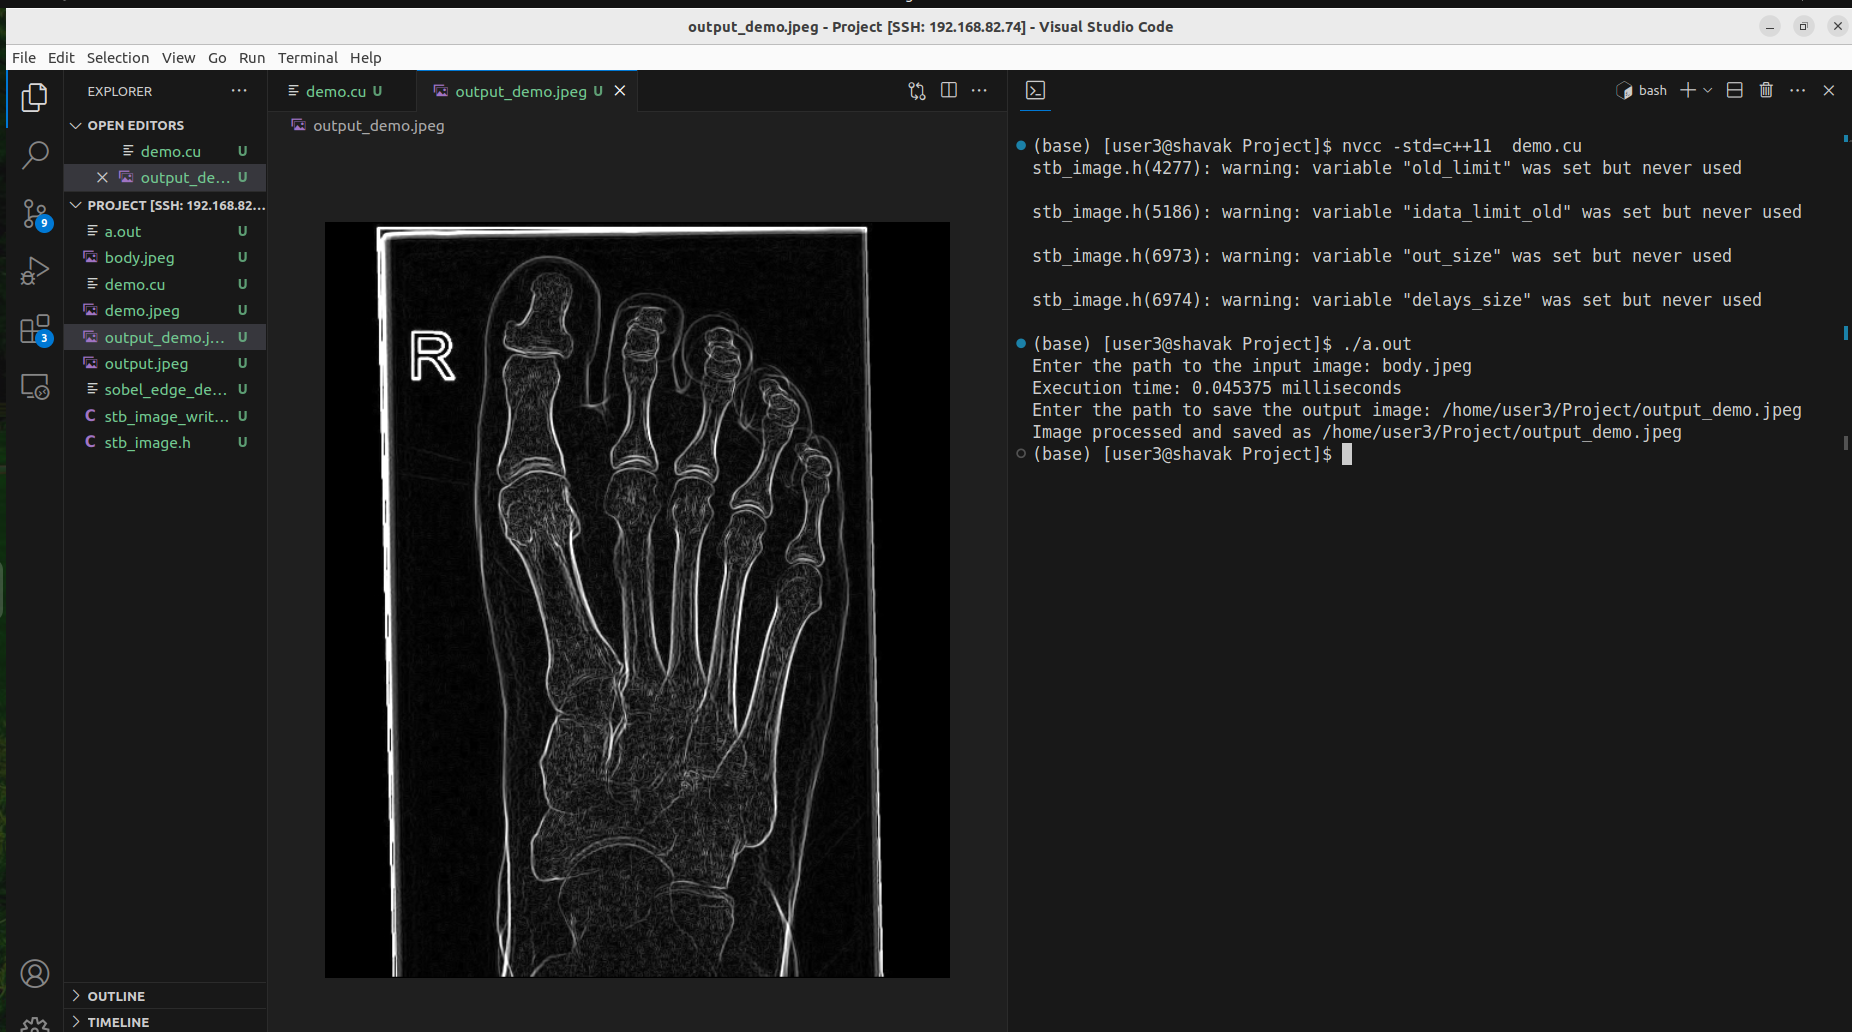 output_demo.jpeg - Project [SSH: 192.168.82.74] - Visual Studio Code
File Edit Selection View Go Run Terminal Help
EXPLORER
OPEN EDITORS
demo.cu U
output_de... U
PROJECT [SSH: 192.168.82...
a.out U
body.jpeg U
demo.cu U
demo.jpeg U
output_demo.j... U
output.jpeg U
sobel_edge_de... U
C stb_image_writ... U
C stb_image.h U
9
3
OUTLINE
TIMELINE
demo.cu U
output_demo.jpeg U
output_demo.jpeg
R
bash
(base) [user3@shavak Project]$ nvcc -std=c++11  demo.cu
stb_image.h(4277): warning: variable "old_limit" was set but never used
stb_image.h(5186): warning: variable "idata_limit_old" was set but never used
stb_image.h(6973): warning: variable "out_size" was set but never used
stb_image.h(6974): warning: variable "delays_size" was set but never used
(base) [user3@shavak Project]$ ./a.out
Enter the path to the input image: body.jpeg
Execution time: 0.045375 milliseconds
Enter the path to save the output image: /home/user3/Project/output_demo.jpeg
Image processed and saved as /home/user3/Project/output_demo.jpeg
(base) [user3@shavak Project]$